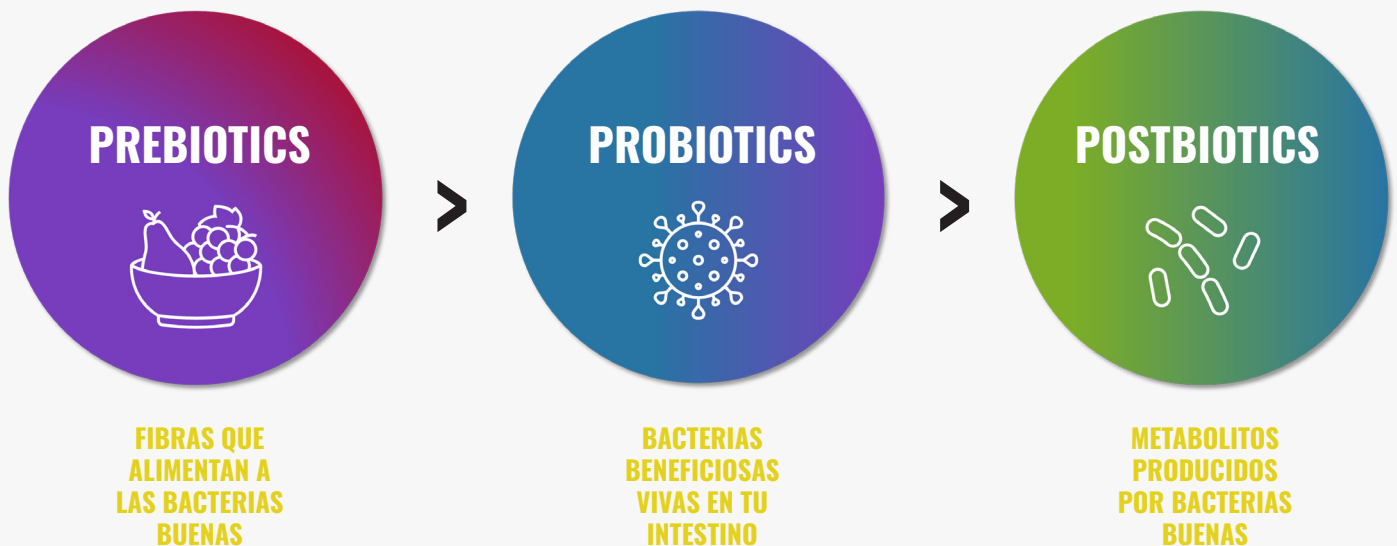 PREBIOTICS
>
PROBIOTICS
>
POSTBIOTICS
FIBRAS QUE
ALIMENTAN A
LAS BACTERIAS
BUENAS
BACTERIAS
BENEFICIOSAS
VIVAS EN TU
INTESTINO
METABOLITOS
PRODUCIDOS
POR BACTERIAS
BUENAS